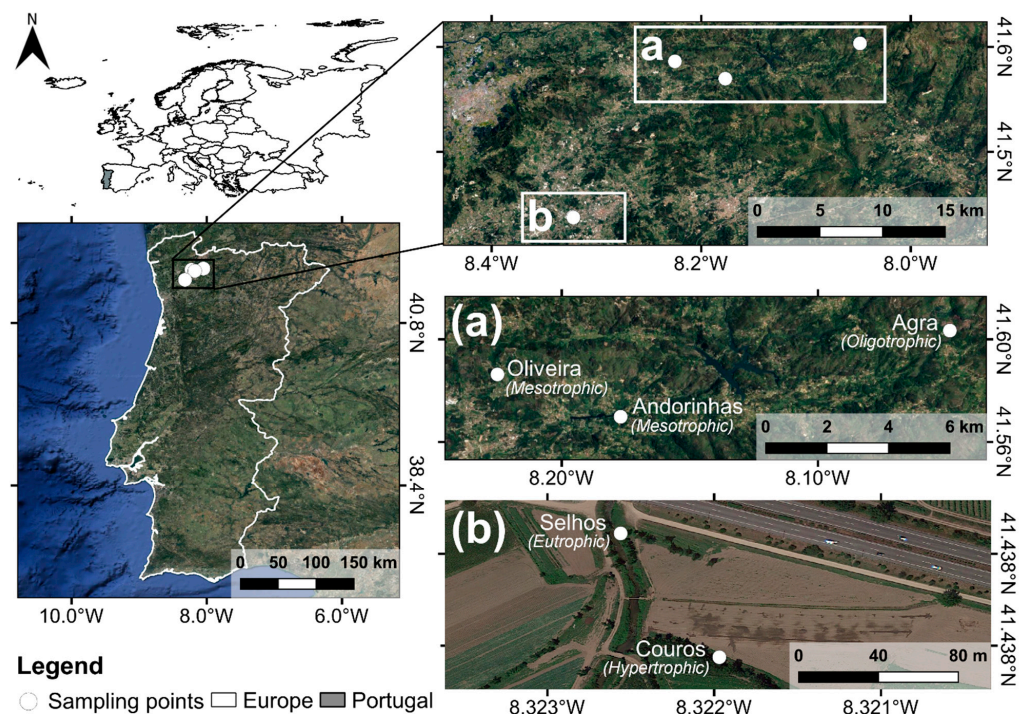 N
a
b
0 5 10 15 km
8.4°W 8.2°W 8.0°W
41.6°N
41.5°N
0 50 100 150 km
10.0°W 8.0°W 6.0°W
40.8°N
38.4°N
(a)
Agra
(Oligotrophic)
Oliveira
(Mesotrophic)
Andorinhas
(Mesotrophic)
0 2 4 6 km
8.20°W 8.10°W
41.60°N
41.56°N
(b)
Selhos
(Eutrophic)
Couros
(Hypertrophic)
0 40 80 m
8.323°W 8.322°W 8.321°W
41.438°N
41.438°N
Legend
Sampling points Europe Portugal